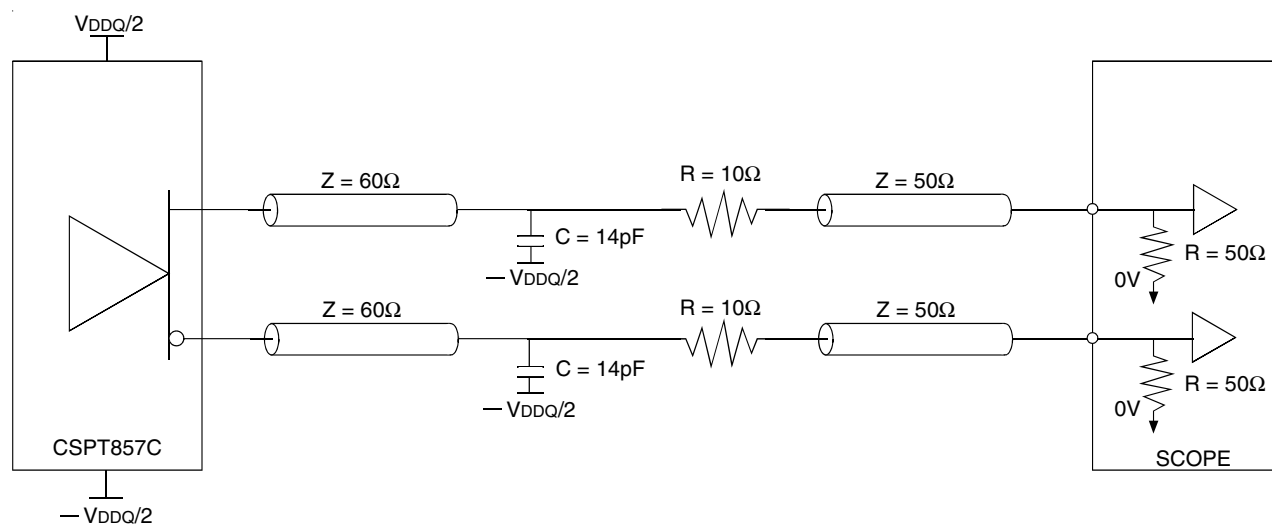 VDDQ/2
Z = 60Ω
R = 10Ω
Z = 50Ω
C = 14pF
— VDDQ/2
R = 50Ω
0V
Z = 60Ω
R = 10Ω
Z = 50Ω
C = 14pF
— VDDQ/2
R = 50Ω
0V
CSPT857C
SCOPE
— VDDQ/2